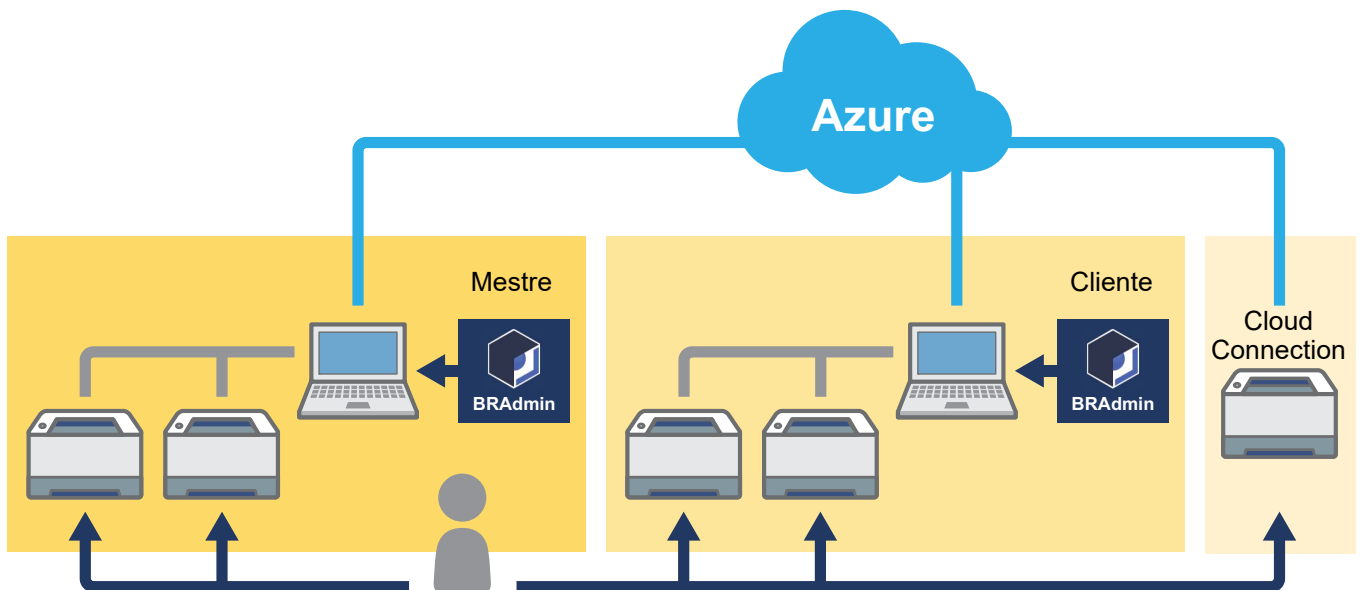 Azure
Mestre
BRAdmin
Cliente
BRAdmin
Cloud
Connection